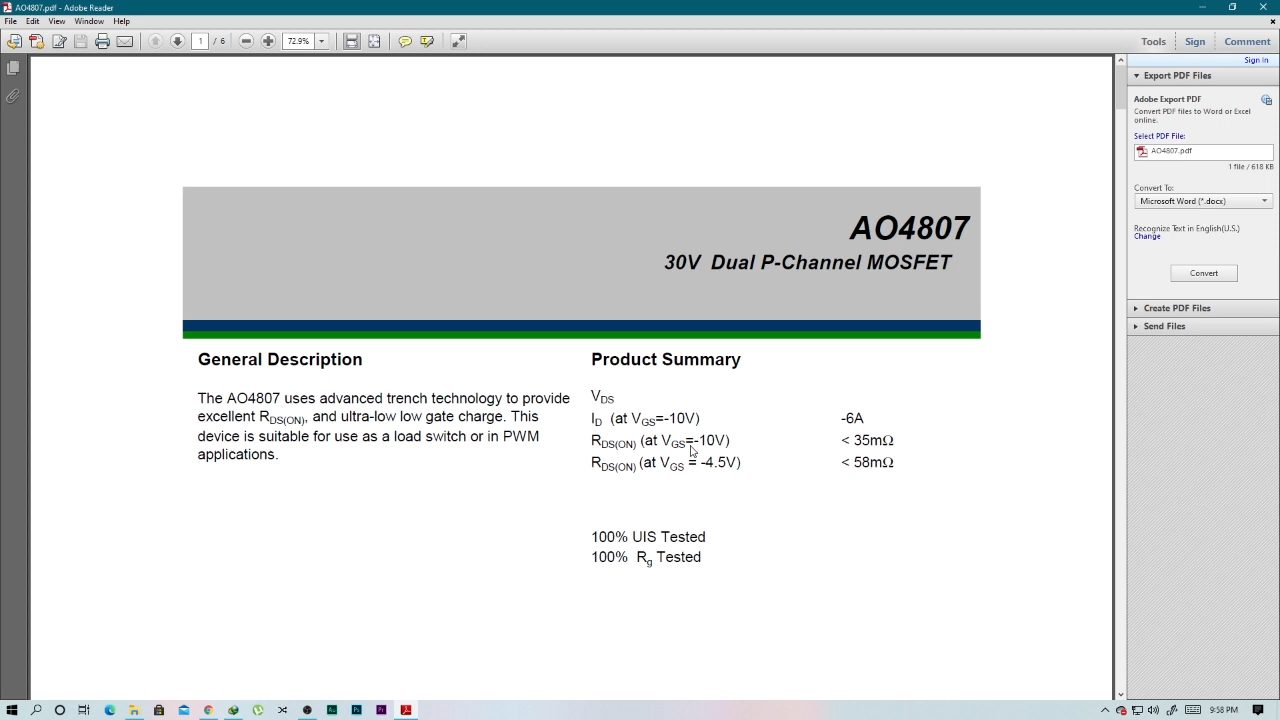 AO4807.pdf - Adobe Reader
File Edit View Window Help
1 / 6 72.9% Tools Sign Comment
Sign In
Export PDF Files
Adobe Export PDF
Convert PDF files to Word or Excel
online.
Select PDF File:
AO4807.pdf
1 file / 618 KB
Convert To:
Microsoft Word (*.docx)
Recognize Text in English(U.S.)
Change
Convert
Create PDF Files
Send Files
AO4807
30V Dual P-Channel MOSFET
General Description
The AO4807 uses advanced trench technology to provide
excellent RDS(ON), and ultra-low low gate charge. This
device is suitable for use as a load switch or in PWM
applications.
Product Summary
VDS
ID (at VGS=-10V) -6A
RDS(ON) (at VGS=-10V) < 35mΩ
RDS(ON) (at VGS = -4.5V) < 58mΩ
100% UIS Tested
100% Rg Tested
9:58 PM